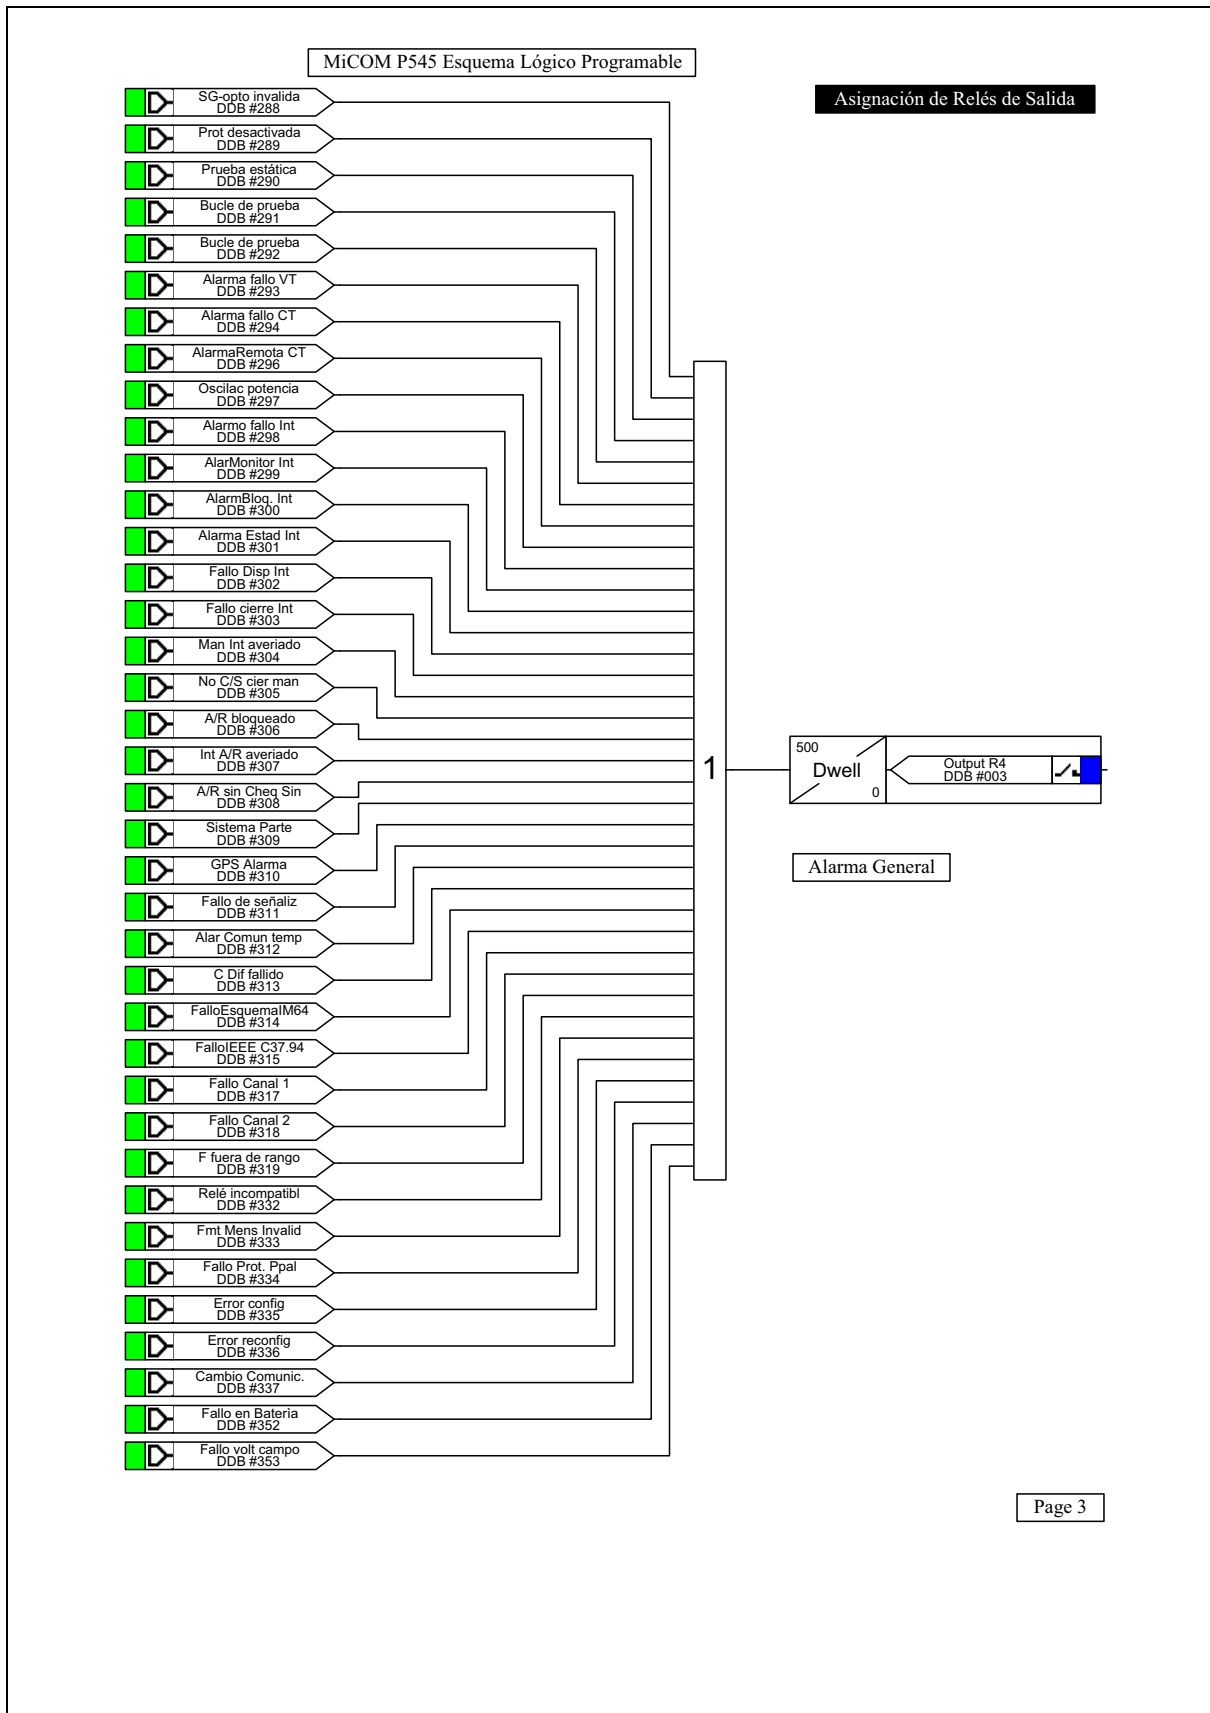 MiCOM P545 Esquema Lógico Programable
Asignación de Relés de Salida
SG-opto invalida
DDB #288
Prot desactivada
DDB #289
Prueba estática
DDB #290
Bucle de prueba
DDB #291
Bucle de prueba
DDB #292
Alarma fallo VT
DDB #293
Alarma fallo CT
DDB #294
AlarmaRemota CT
DDB #296
Oscilac potencia
DDB #297
Alarmo fallo Int
DDB #298
AlarMonitor Int
DDB #299
AlarmBloq. Int
DDB #300
Alarma Estad Int
DDB #301
Fallo Disp Int
DDB #302
Fallo cierre Int
DDB #303
Man Int averiado
DDB #304
No C/S cier man
DDB #305
A/R bloqueado
DDB #306
Int A/R averiado
DDB #307
A/R sin Cheq Sin
DDB #308
Sistema Parte
DDB #309
GPS Alarma
DDB #310
Fallo de señaliz
DDB #311
Alar Comun temp
DDB #312
C Dif fallido
DDB #313
FalloEsquemaIM64
DDB #314
FalloIEEE C37.94
DDB #315
Fallo Canal 1
DDB #317
Fallo Canal 2
DDB #318
F fuera de rango
DDB #319
Relé incompatibl
DDB #332
Fmt Mens Invalid
DDB #333
Fallo Prot. Ppal
DDB #334
Error config
DDB #335
Error reconfig
DDB #336
Cambio Comunic.
DDB #337
Fallo en Bateria
DDB #352
Fallo volt campo
DDB #353
1
500
Dwell
0
Output R4
DDB #003
Alarma General
Page 3